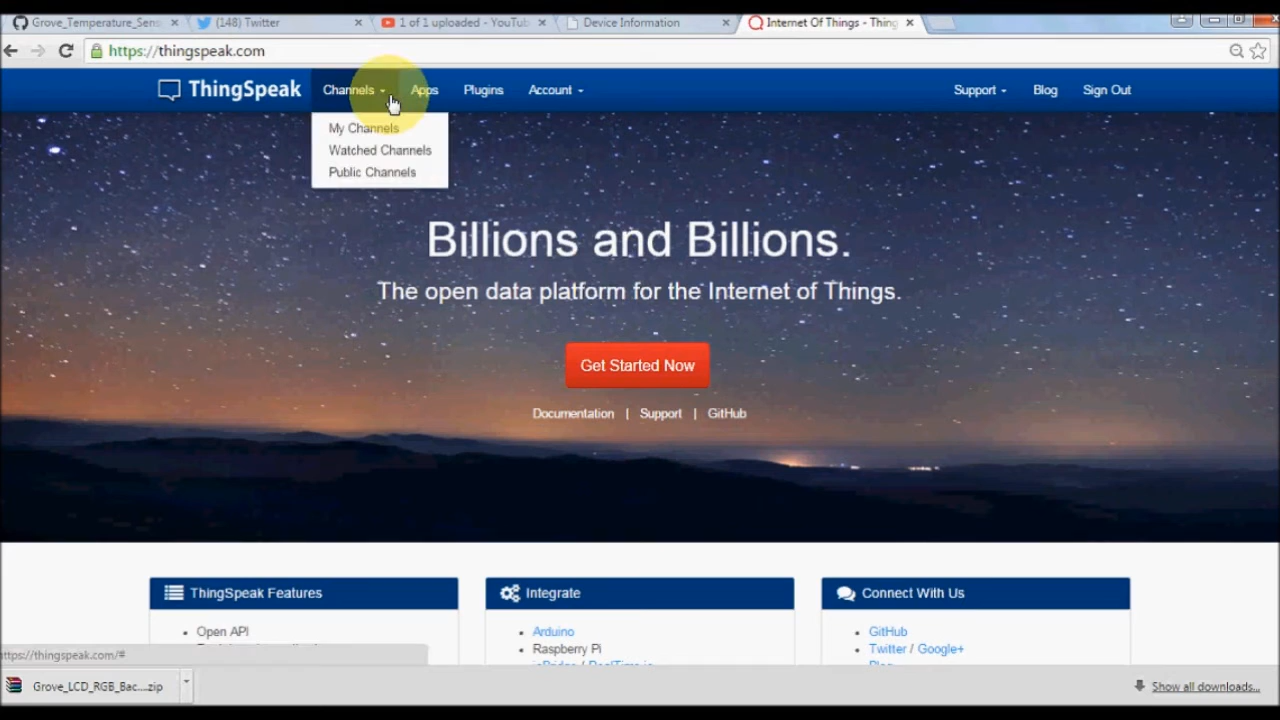 Grove_Temperature_Sens
(148) Twitter
1 of 1 uploaded - YouTub
Device Information
Internet Of Things - Thing
https://thingspeak.com
ThingSpeak
Channels
Apps
Plugins
Account
Support
Blog
Sign Out
My Channels
Watched Channels
Public Channels
Billions and Billions.
The open data platform for the Internet of Things.
Get Started Now
Documentation | Support | GitHub
ThingSpeak Features
Open API
Integrate
Arduino
Raspberry Pi
Connect With Us
GitHub
Twitter / Google+
https://thingspeak.com/#
Grove_LCD_RGB_Bac....zip
Show all downloads...